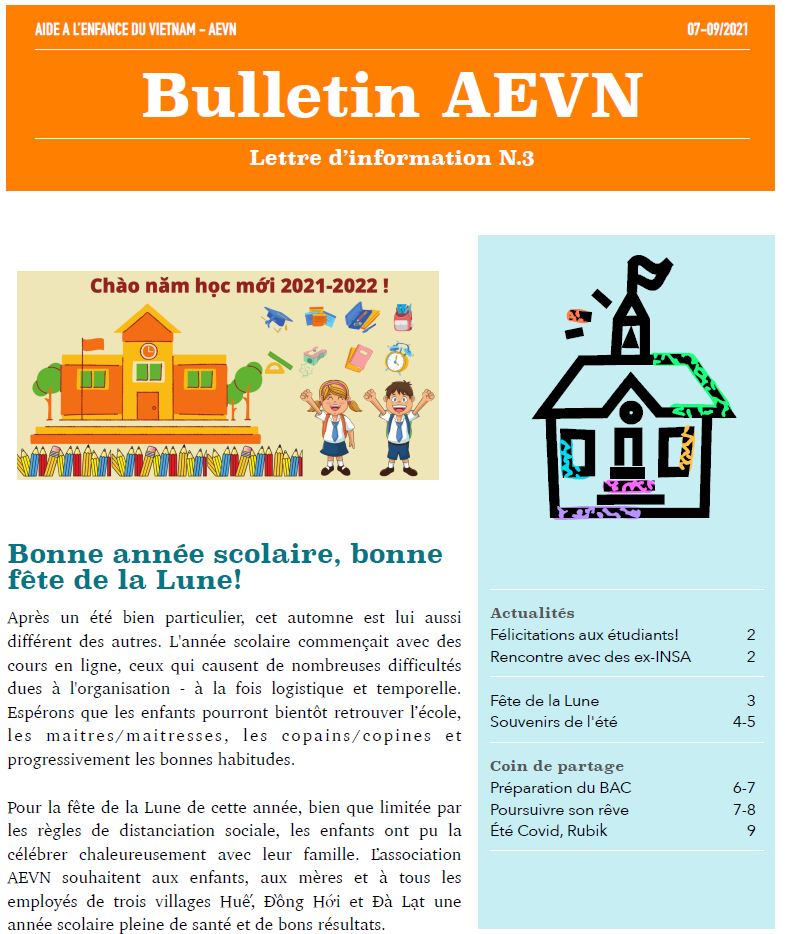 AIDE A L'ENFANCE DU VIETNAM - AEVN 07-09/2021
Bulletin AEVN
Lettre d'information N.3
Chào năm học mới 2021-2022 !
Bonne année scolaire, bonne
fête de la Lune!
Après un été bien particulier, cet automne est lui aussi
différent des autres. L'année scolaire commençait avec des
cours en ligne, ceux qui causent de nombreuses difficultés
dues à l'organisation - à la fois logistique et temporelle.
Espérons que les enfants pourront bientôt retrouver l'école,
les maitres/maitresses, les copains/copines et
progressivement les bonnes habitudes.
Pour la fête de la Lune de cette année, bien que limitée par
les règles de distanciation sociale, les enfants ont pu la
célébrer chaleureusement avec leur famille. L'association
AEVN souhaitent aux enfants, aux mères et à tous les
employés de trois villages Huế, Đồng Hới et Đà Lạt une
année scolaire pleine de santé et de bons résultats.
Actualités
Félicitations aux étudiants! 2
Rencontre avec des ex-INSA 2
Fête de la Lune 3
Souvenirs de l'été 4-5
Coin de partage
Préparation du BAC 6-7
Poursuivre son rêve 7-8
Été Covid, Rubik 9